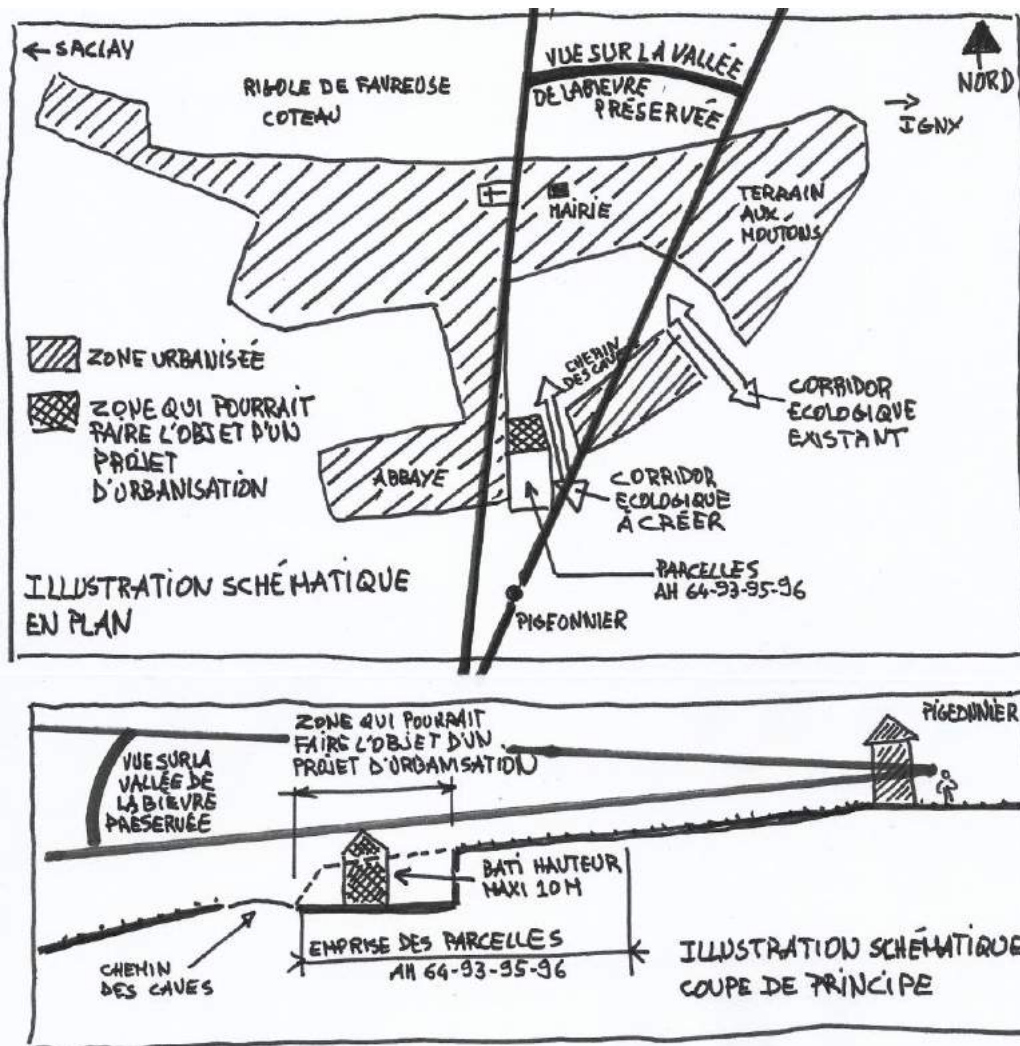 ← SACLAY
VUE SUR LA VALLÉE
DE LA BIEVRE
PRÉSERVÉE
NORD
RIGOLE DE FAVREUSE
COTEAU
→
IGNY
MAIRIE
TERRAIN
AUX
MOUTONS
ZONE URBANISEÉ
ZONE QUI POURRAIT
FAIRE L'OBJET D'UN
PROJET
D'URBANISATION
CHEMIN
DES CAVES
CORRIDOR
ECOLOGIQUE
EXISTANT
ABBAYE
CORRIDOR
ECOLOGIQUE
À CRÉER
PARCELLES
AH 64-93-95-96
PIGEONNIER
ILLUSTRATION SCHÉMATIQUE
EN PLAN
ZONE QUI POURRAIT
FAIRE L'OBJET D'UN
PROJET D'URBANISATION
PIGEONNIER
VUE SUR LA
VALLÉE DE
LA BIEVRE
PRESERVÉE
BATI HAUTEUR
MAXI 10 M
CHEMIN
DES CAVES
EMPRISE DES PARCELLES
AH 64-93-95-96
ILLUSTRATION SCHÉMATIQUE
COUPE DE PRINCIPE